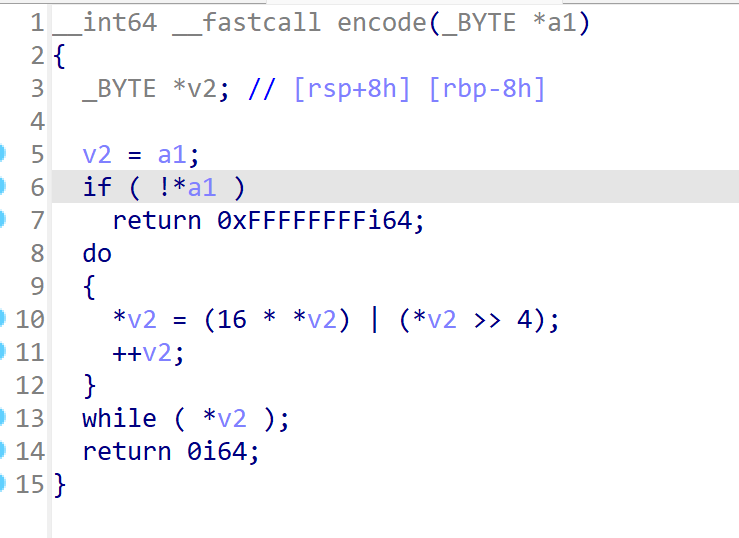 1 __int64 __fastcall encode(_BYTE *a1)
2 {
3   _BYTE *v2; // [rsp+8h] [rbp-8h]
4
5   v2 = a1;
6   if ( !*a1 )
7     return 0xFFFFFFFFi64;
8   do
9   {
10     *v2 = (16 * *v2) | (*v2 >> 4);
11     ++v2;
12   }
13   while ( *v2 );
14   return 0i64;
15 }